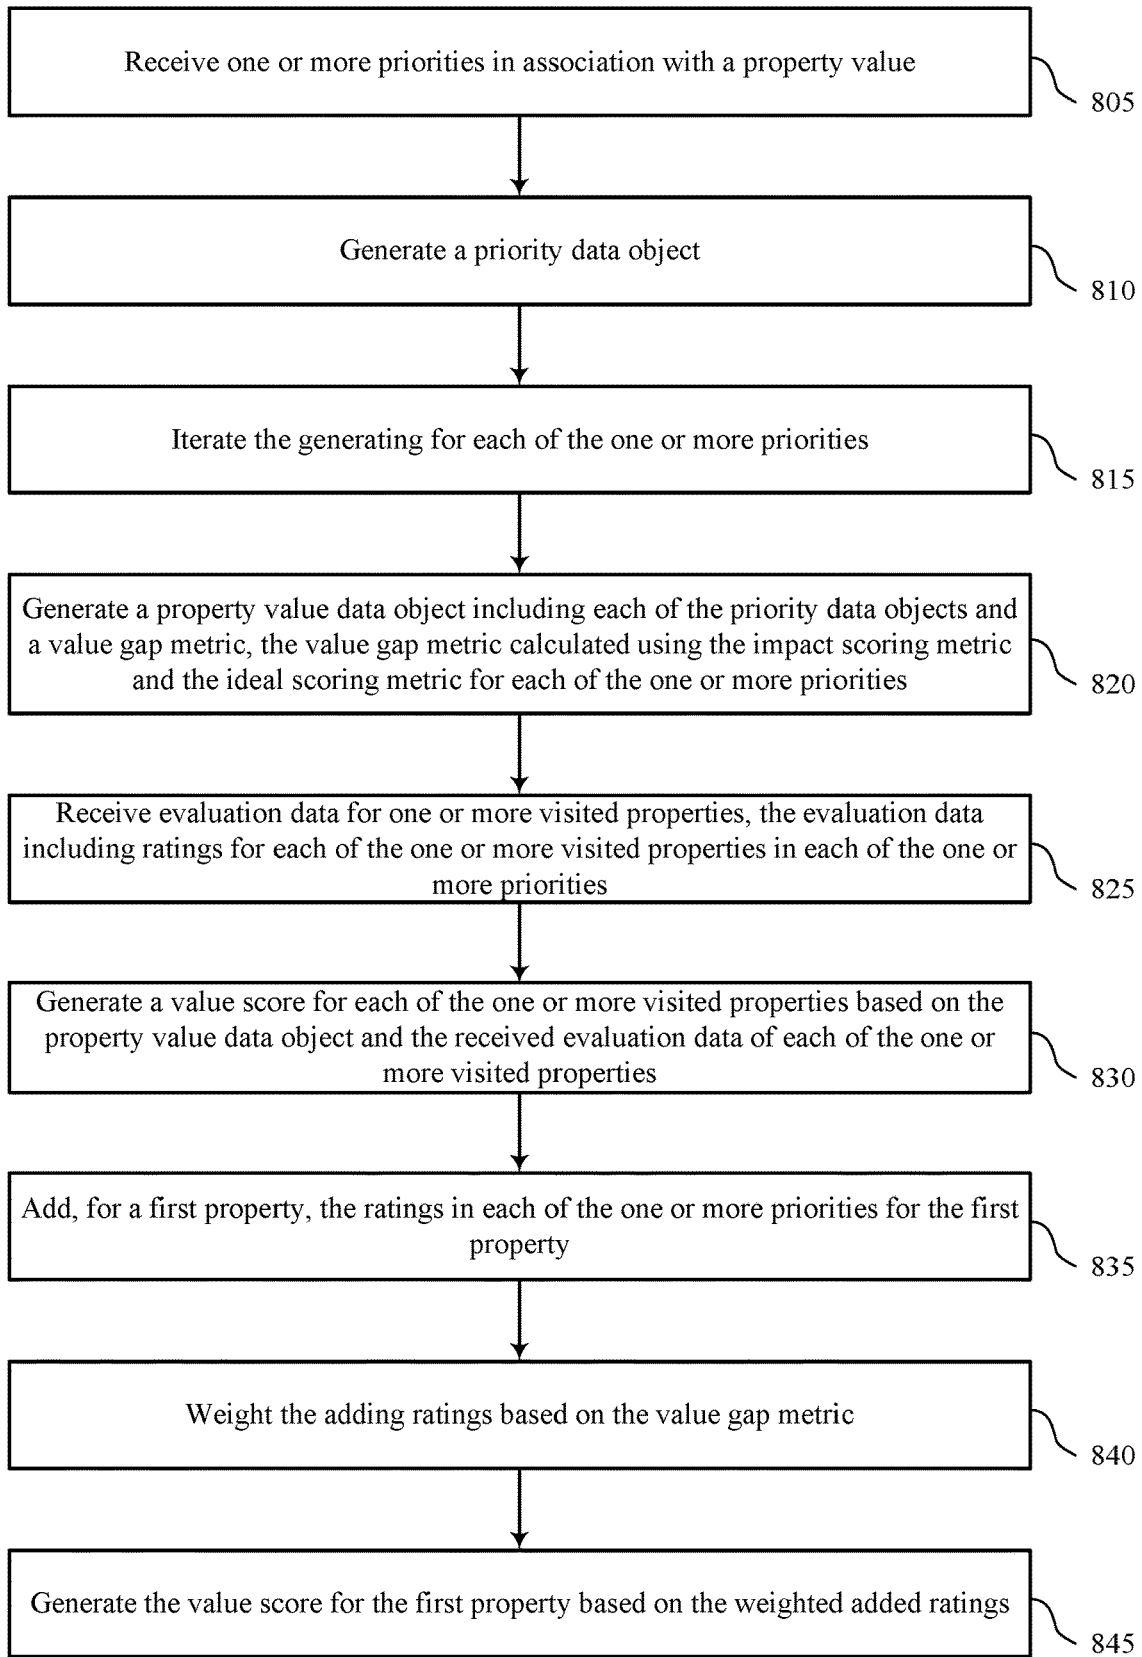 Receive one or more priorities in association with a property value
805
Generate a priority data object
810
Iterate the generating for each of the one or more priorities
815
Generate a property value data object including each of the priority data objects and
a value gap metric, the value gap metric calculated using the impact scoring metric
and the ideal scoring metric for each of the one or more priorities
820
Receive evaluation data for one or more visited properties, the evaluation data
including ratings for each of the one or more visited properties in each of the one or
more priorities
825
Generate a value score for each of the one or more visited properties based on the
property value data object and the received evaluation data of each of the one or
more visited properties
830
Add, for a first property, the ratings in each of the one or more priorities for the first
property
835
Weight the adding ratings based on the value gap metric
840
Generate the value score for the first property based on the weighted added ratings
845